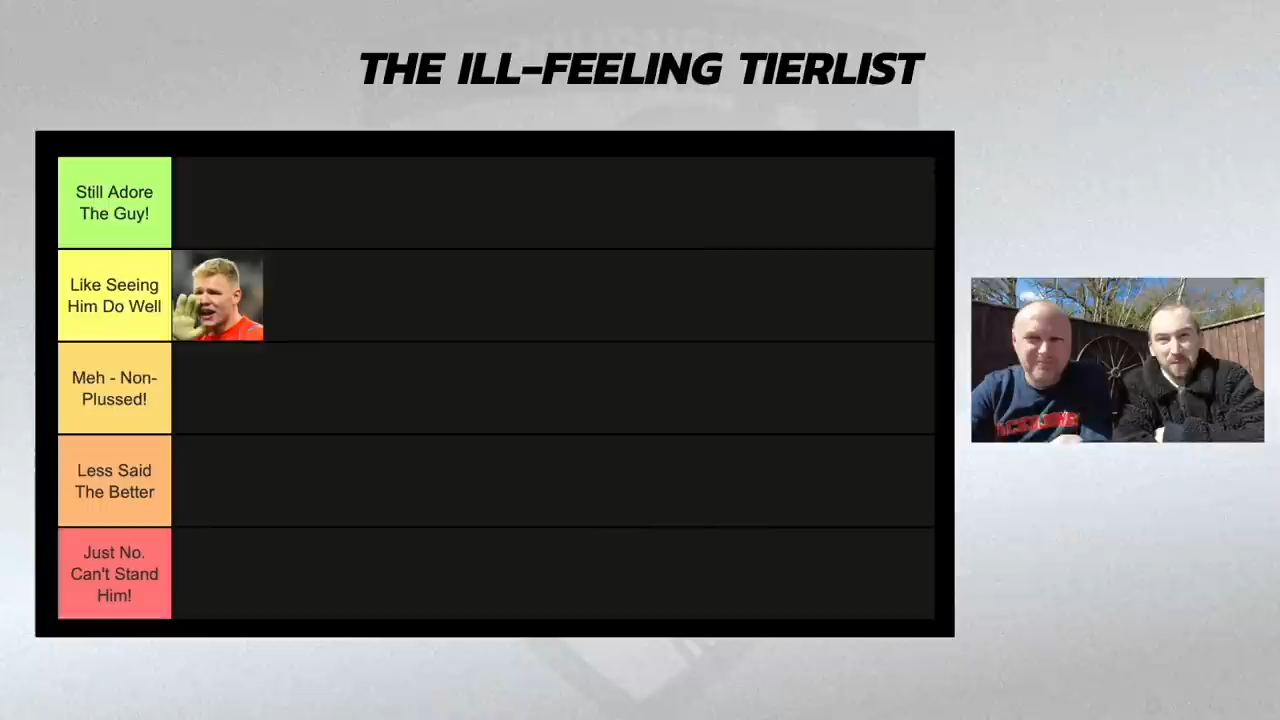 THE ILL-FEELING TIERLIST
Still Adore
The Guy!
Like Seeing
Him Do Well
Meh - Non-
Plussed!
Less Said
The Better
Just No.
Can't Stand
Him!